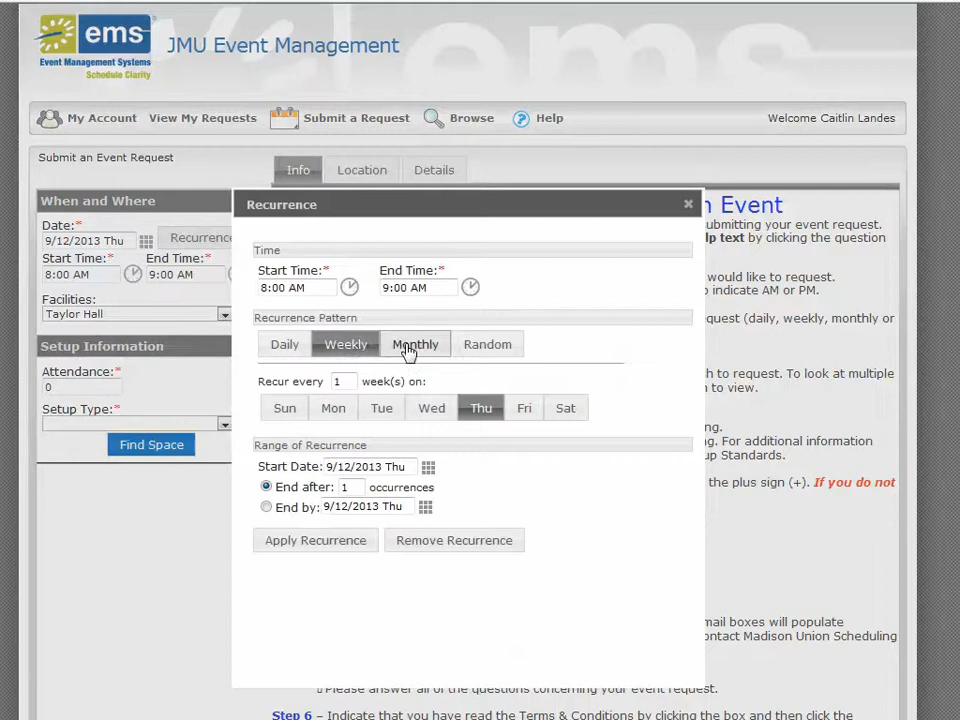 ems
Event Management Systems
Schedule Clarity
JMU Event Management
My Account View My Requests Submit a Request Browse Help Welcome Caitlin Landes
Submit an Event Request
Info Location Details
When and Where
Date:*
9/12/2013 Thu Recurrence
Start Time:* End Time:*
8:00 AM 9:00 AM
Facilities:
Taylor Hall
Setup Information
Attendance:*
0
Setup Type:*
Find Space
Recurrence
Time
Start Time:* End Time:*
8:00 AM 9:00 AM
Recurrence Pattern
Daily Weekly Monthly Random
Recur every 1 week(s) on:
Sun Mon Tue Wed Thu Fri Sat
Range of Recurrence
Start Date: 9/12/2013 Thu
End after: 1 occurrences
End by: 9/12/2013 Thu
Apply Recurrence Remove Recurrence
Event
submitting your event request.
help text by clicking the question
would like to request.
o indicate AM or PM.
quest (daily, weekly, monthly or
h to request. To look at multiple
n to view.
ng.
g. For additional information
up Standards.
the plus sign (+). If you do not
mail boxes will populate
ontact Madison Union Scheduling
Please answer all of the questions concerning your event request.
Step 6 – Indicate that you have read the Terms & Conditions by clicking the box and then click the